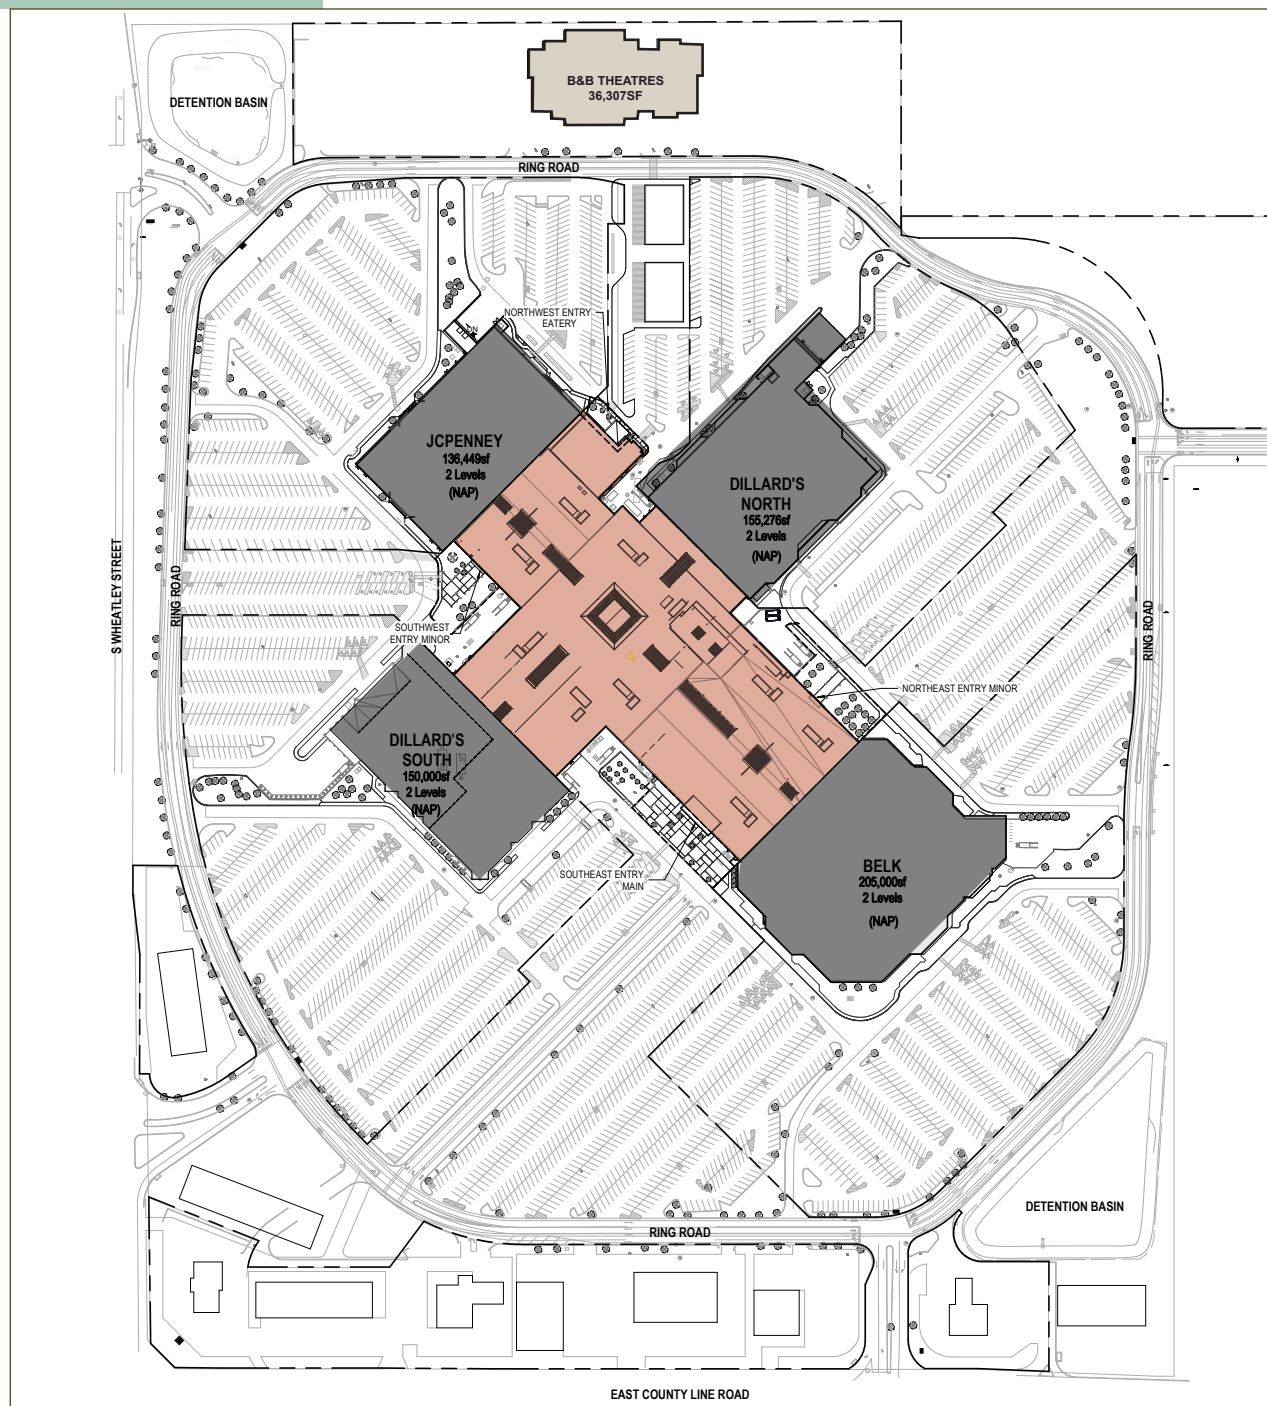 B&B THEATRES
36,307SF
DETENTION BASIN
RING ROAD
NORTHWEST ENTRY
EATERY
DN
JCPENNEY
136,449sf
2 Levels
(NAP)
DILLARD'S
NORTH
155,276sf
2 Levels
(NAP)
S WHEATLEY STREET
RING ROAD
SOUTHWEST
ENTRY MINOR
RING ROAD
NORTHEAST ENTRY MINOR
DILLARD'S
SOUTH
150,000sf
2 Levels
(NAP)
SOUTHEAST ENTRY
MAIN
BELK
205,000sf
2 Levels
(NAP)
DETENTION BASIN
RING ROAD
EAST COUNTY LINE ROAD